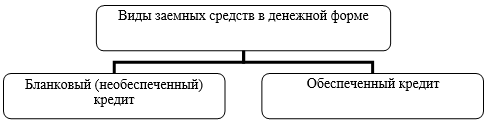 Виды заемных средств в денежной форме
Бланковый (необеспеченный)
кредит
Обеспеченный кредит